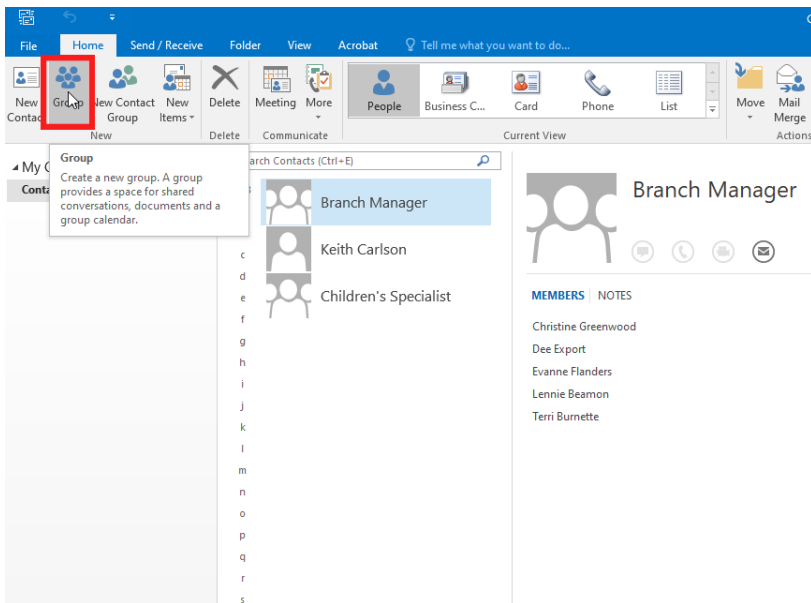 File Home Send / Receive Folder View Acrobat Tell me what you want to do...
New Contact
Group
New Contact Group
New Items
Delete
Meeting
More
People
Business C...
Card
Phone
List
Move
Mail Merge
New
Delete
Communicate
Current View
Actions
Group
Create a new group. A group
provides a space for shared
conversations, documents and a
group calendar.
My
Conta
arch Contacts (Ctrl+E)
Branch Manager
Keith Carlson
Children's Specialist
c
d
e
f
g
h
i
j
k
l
m
n
o
p
q
r
s
Branch Manager
MEMBERS NOTES
Christine Greenwood
Dee Export
Evanne Flanders
Lennie Beamon
Terri Burnette